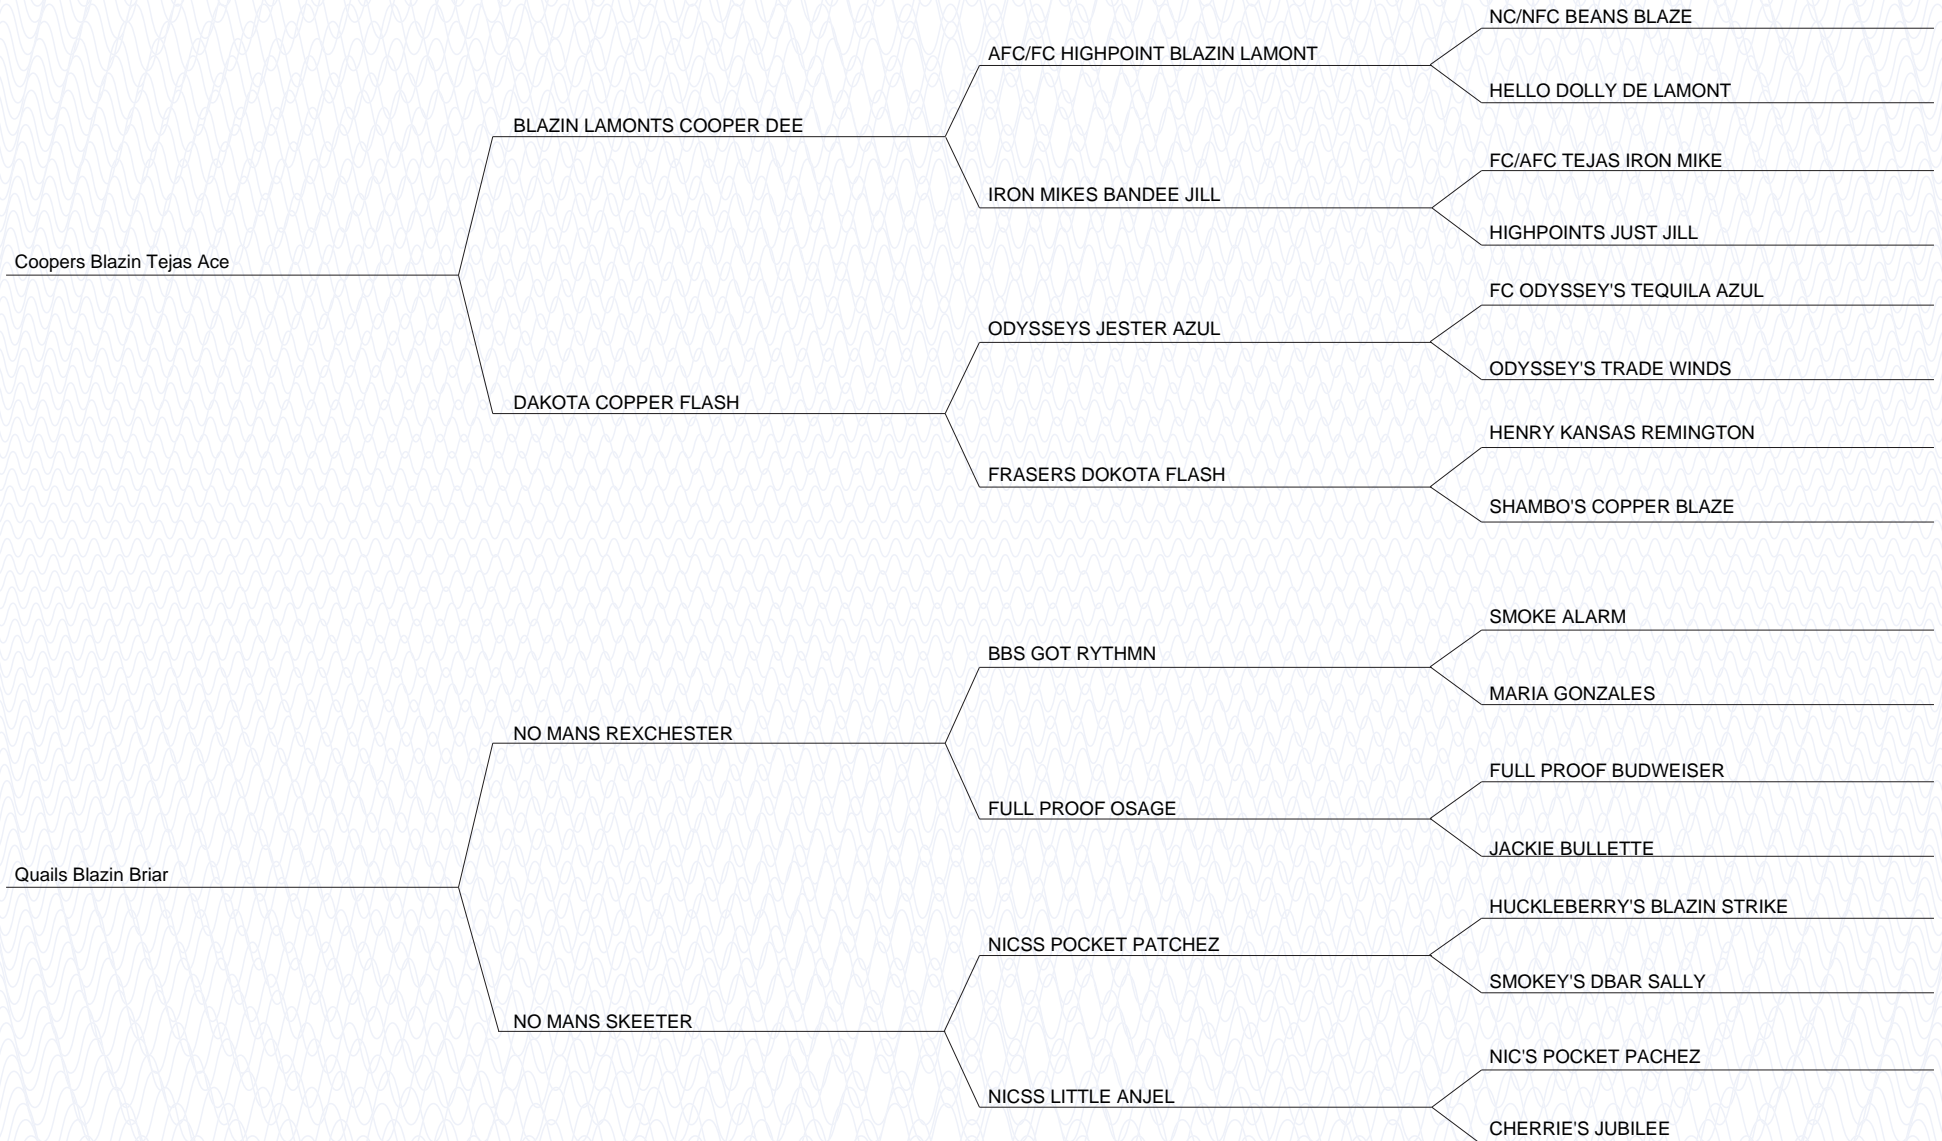 NC/NFC BEANS BLAZE
AFC/FC HIGHPOINT BLAZIN LAMONT
HELLO DOLLY DE LAMONT
BLAZIN LAMONTS COOPER DEE
FC/AFC TEJAS IRON MIKE
IRON MIKES BANDEE JILL
HIGHPOINTS JUST JILL
Coopers Blazin Tejas Ace
FC ODYSSEY'S TEQUILA AZUL
ODYSSEYS JESTER AZUL
ODYSSEY'S TRADE WINDS
DAKOTA COPPER FLASH
HENRY KANSAS REMINGTON
FRASERS DOKOTA FLASH
SHAMBO'S COPPER BLAZE
SMOKE ALARM
BBS GOT RYTHMN
MARIA GONZALES
NO MANS REXCHESTER
FULL PROOF BUDWEISER
FULL PROOF OSAGE
JACKIE BULLETTE
Quails Blazin Briar
HUCKLEBERRY'S BLAZIN STRIKE
NICSS POCKET PATCHEZ
SMOKEY'S DBAR SALLY
NO MANS SKEETER
NIC'S POCKET PACHEZ
NICSS LITTLE ANJEL
CHERRIE'S JUBILEE